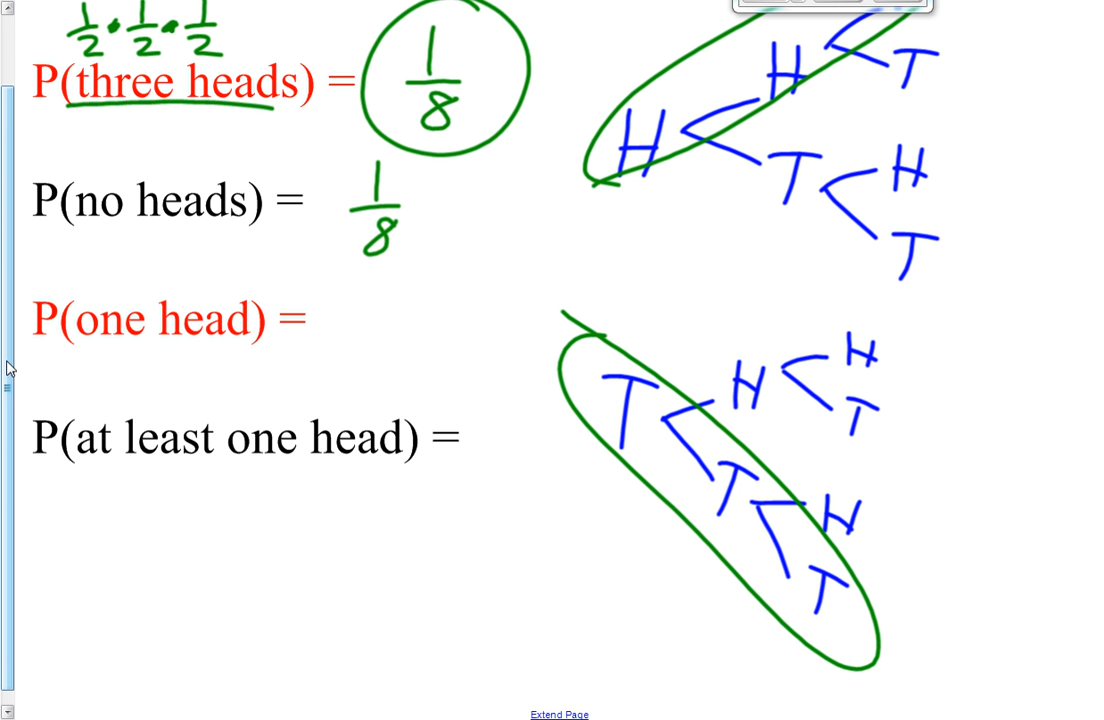 1/2 · 1/2 · 1/2
P(three heads) = 1/8
P(no heads) = 1/8
P(one head) =
P(at least one head) =
H
H
T
T
H
T
T
H
H
T
T
H
T
Extend Page